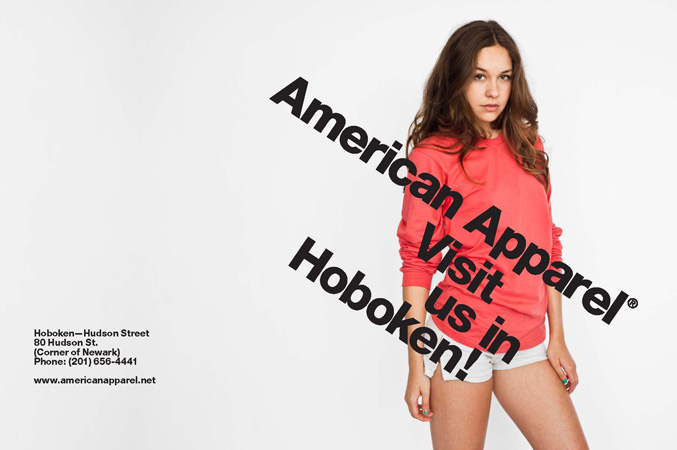 American Apparel®
Visit
us in
Hoboken!
Hoboken—Hudson Street
80 Hudson St.
(Corner of Newark)
Phone: (201) 656-4441
www.americanapparel.net